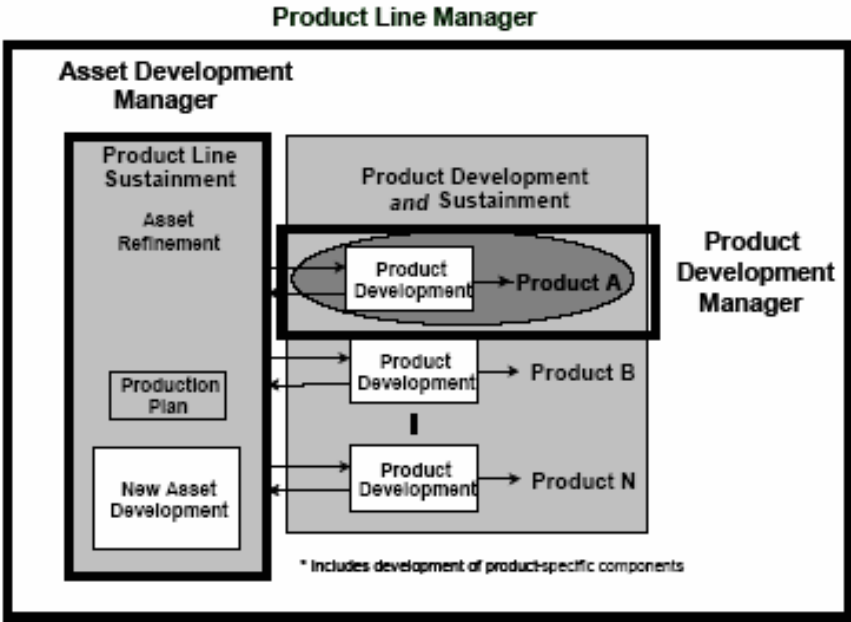 Product Line Manager
Asset Development
Manager
Product Line
Sustainment
Asset
Refinement
Production
Plan
New Asset
Development
Product Development
and Sustainment
Product
Development
Product A
Product
Development
Manager
Product
Development
Product B
Product
Development
Product N
* Includes development of product-specific components